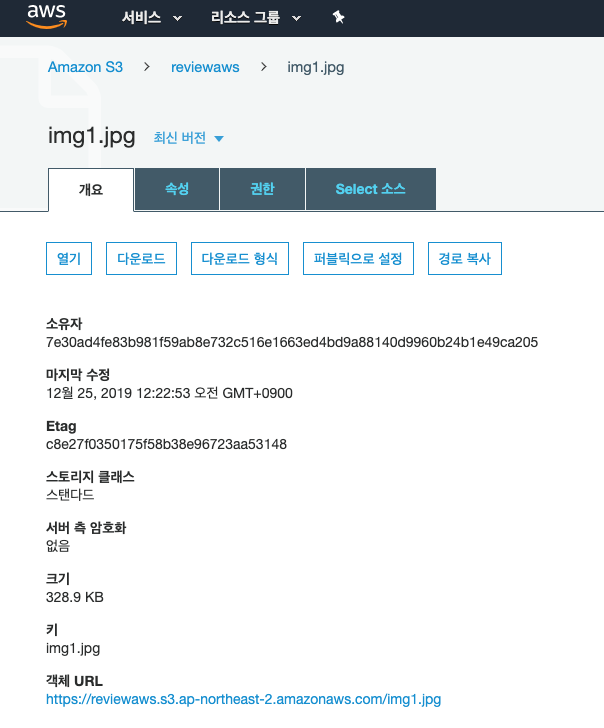 aws 서비스 리소스 그룹
Amazon S3 > reviewaws > img1.jpg
img1.jpg 최신 버전
개요 속성 권한 Select 소스
열기 다운로드 다운로드 형식 퍼블릭으로 설정 경로 복사
소유자
7e30ad4fe83b981f59ab8e732c516e1663ed4bd9a88140d9960b24b1e49ca205
마지막 수정
12월 25, 2019 12:22:53 오전 GMT+0900
Etag
c8e27f0350175f58b38e96723aa53148
스토리지 클래스
스탠다드
서버 측 암호화
없음
크기
328.9 KB
키
img1.jpg
객체 URL
https://reviewaws.s3.ap-northeast-2.amazonaws.com/img1.jpg